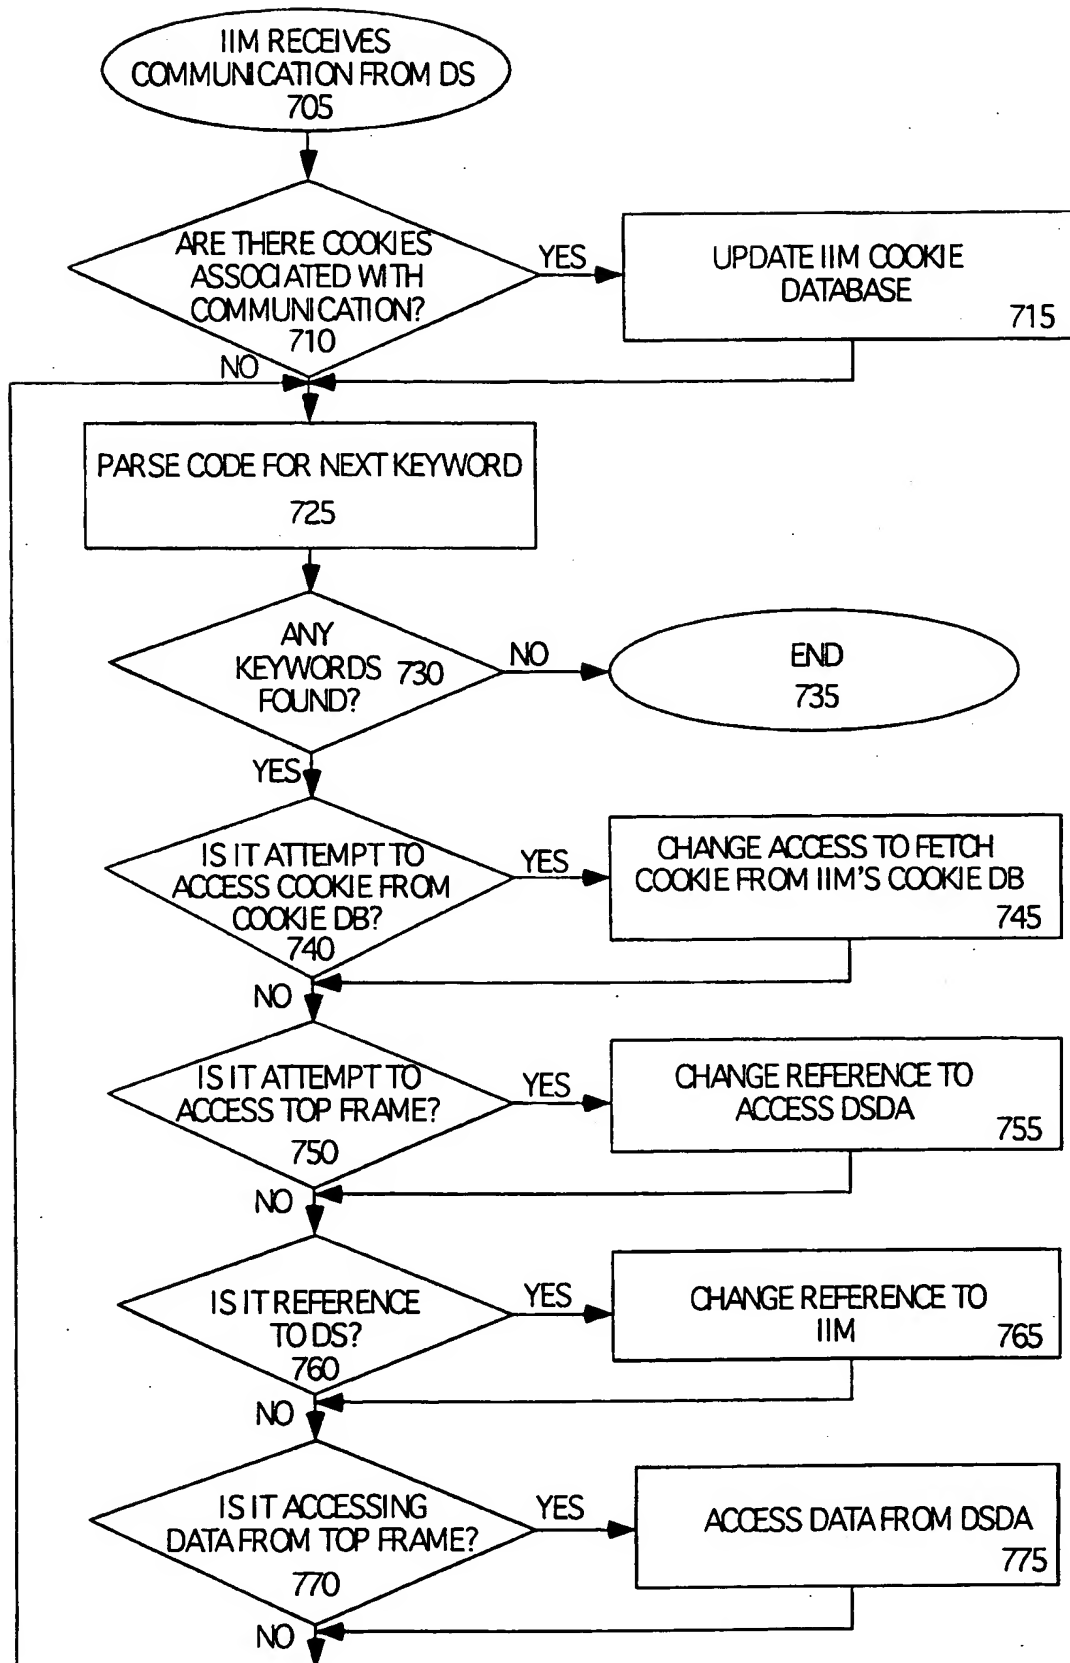 IIM RECEIVES
COMMUNICATION FROM DS
705
ARE THERE COOKIES
ASSOCIATED WITH
COMMUNICATION?
710
YES
UPDATE IIM COOKIE
DATABASE
715
NO
PARSE CODE FOR NEXT KEYWORD
725
ANY
KEYWORDS
FOUND?
730
NO
END
735
YES
IS IT ATTEMPT TO
ACCESS COOKIE FROM
COOKIE DB?
740
YES
CHANGE ACCESS TO FETCH
COOKIE FROM IIM'S COOKIE DB
745
NO
IS IT ATTEMPT TO
ACCESS TOP FRAME?
750
YES
CHANGE REFERENCE TO
ACCESS DSDA
755
NO
IS IT REFERENCE
TO DS?
760
YES
CHANGE REFERENCE TO
IIM
765
NO
IS IT ACCESSING
DATA FROM TOP FRAME?
770
YES
ACCESS DATA FROM DSDA
775
NO